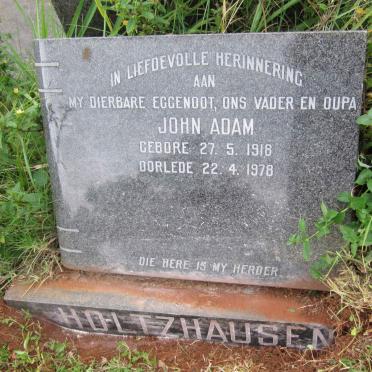 IN LIEFDEVOLLE HERINNERING
AAN
MY DIERBARE EGGENOOT, ONS VADER EN OUPA
JOHN ADAM
GEBORE 27. 5. 1916
OORLEDE 22. 4. 1978
DIE HERE IS MY HERDER
HOLTZHAUSEN